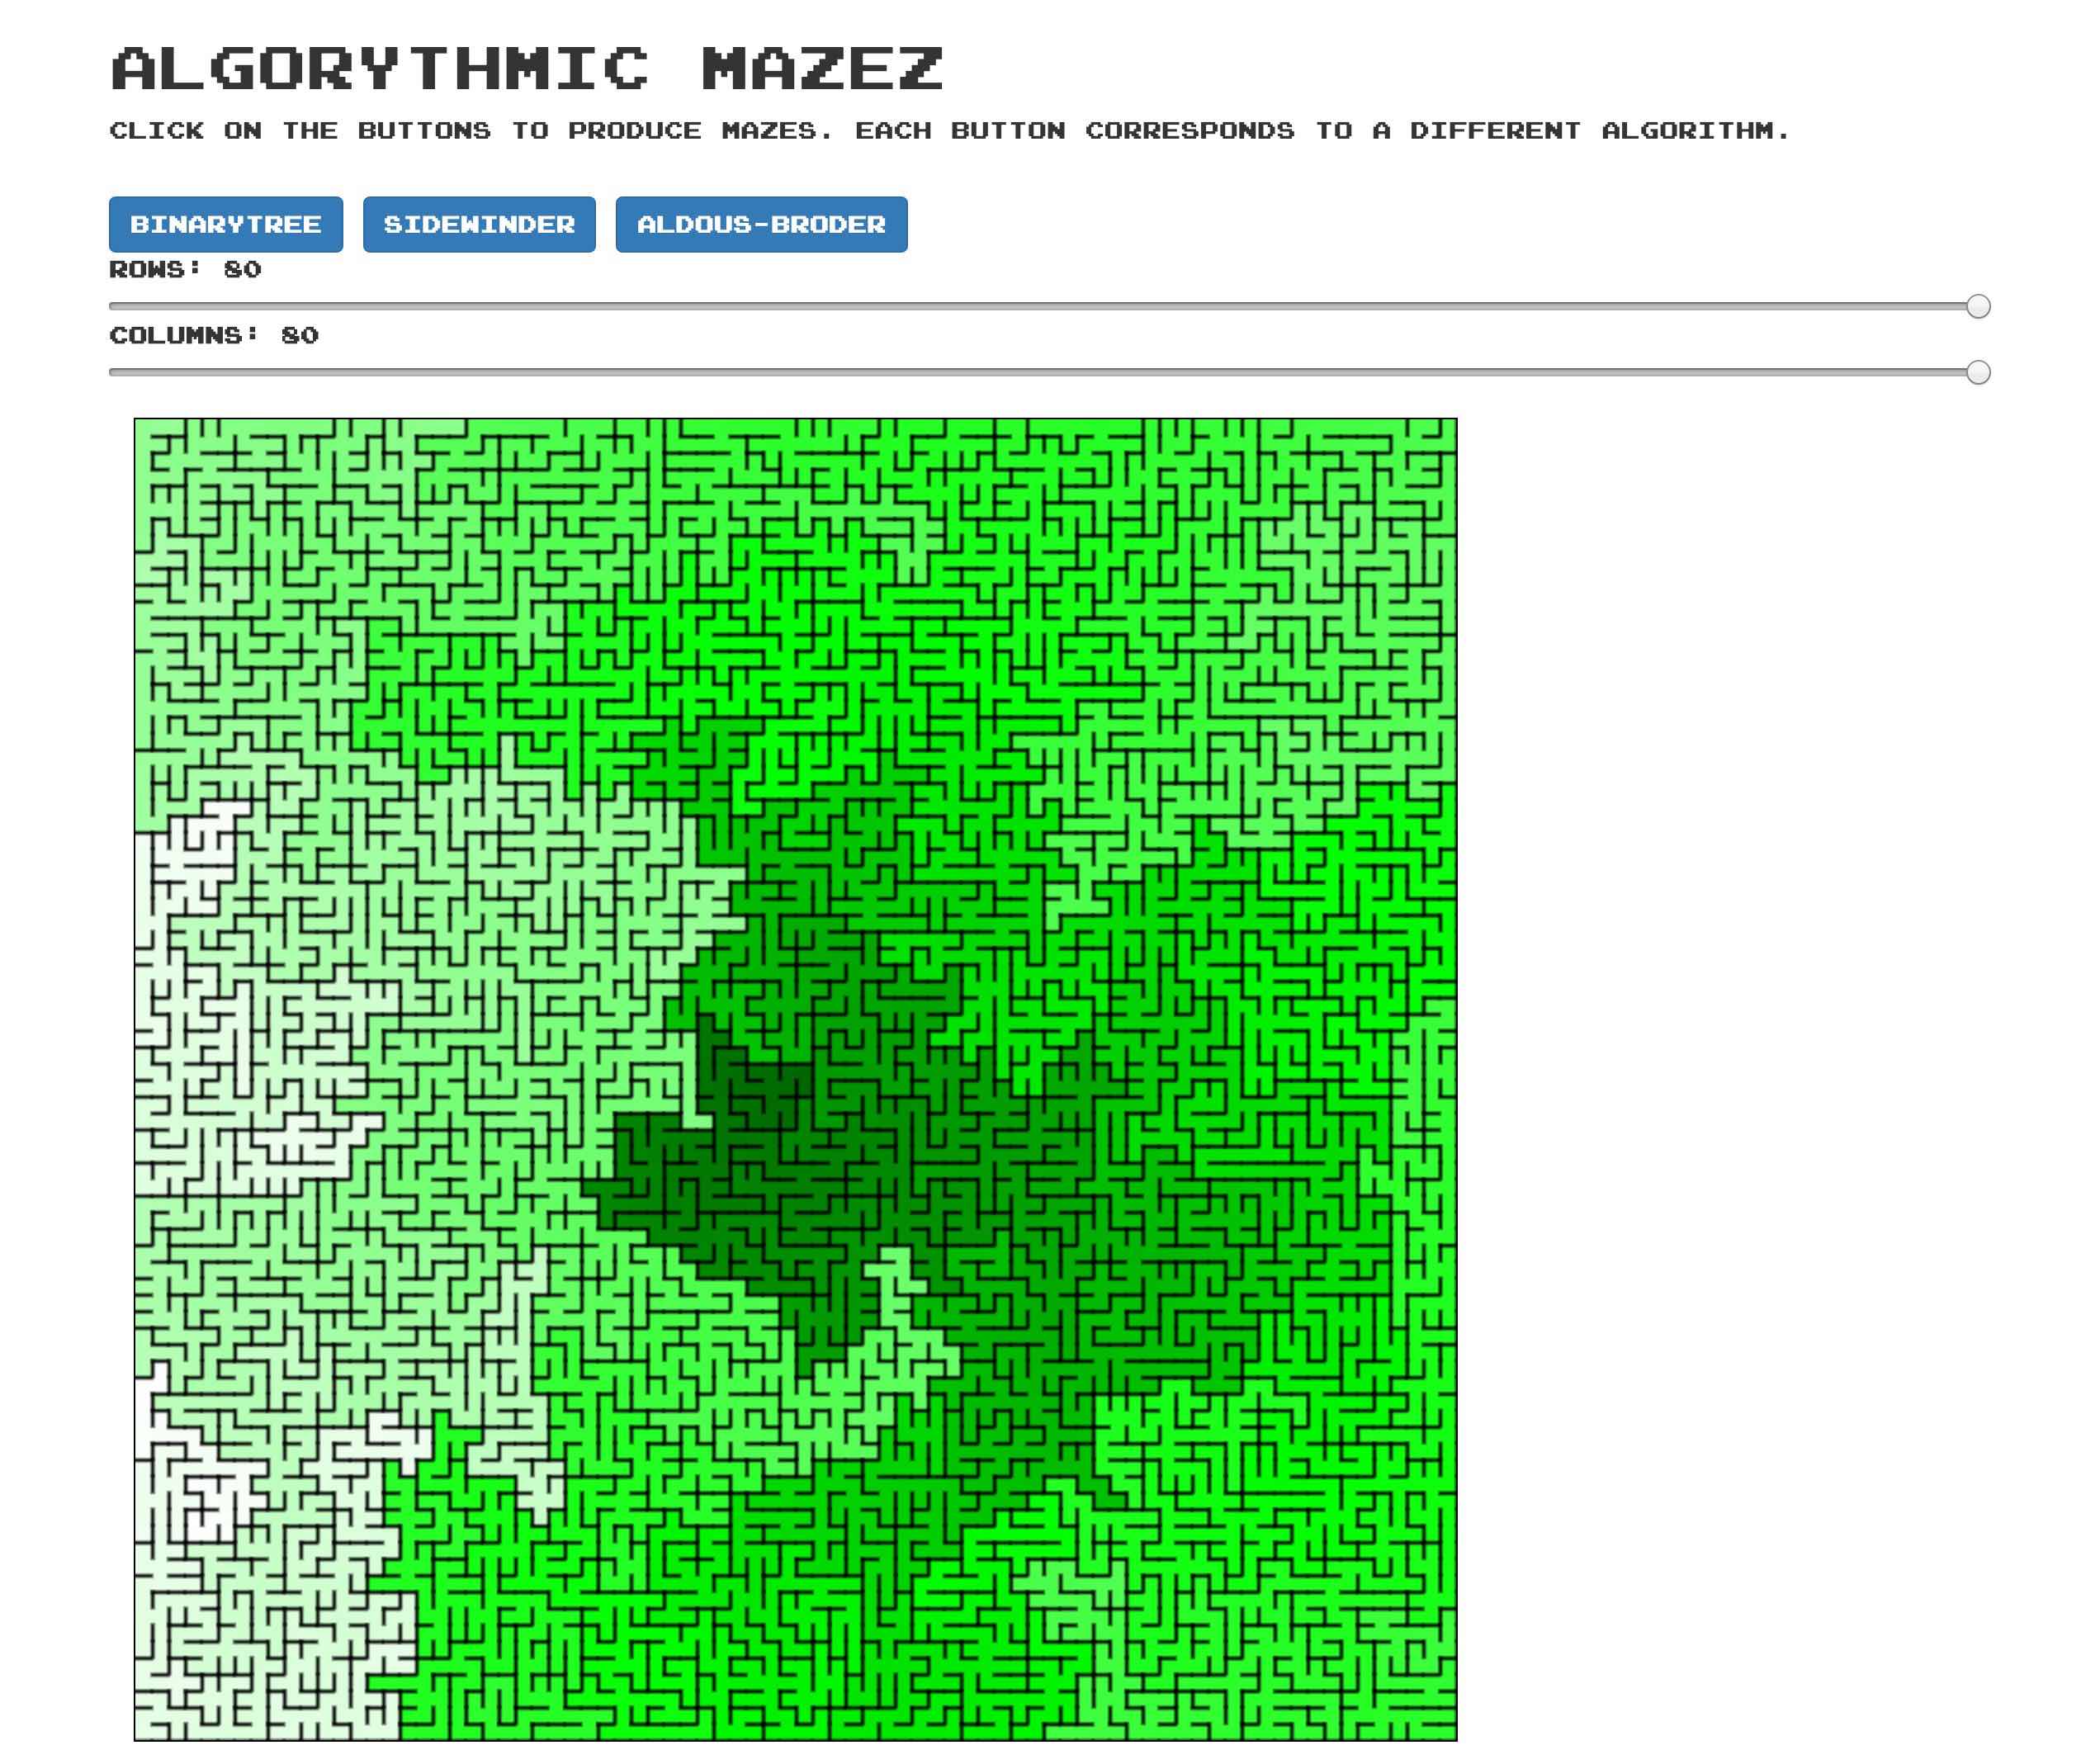 ALGORYTHMIC MAZEZ
CLICK ON THE BUTTONS TO PRODUCE MAZES. EACH BUTTON CORRESPONDS TO A DIFFERENT ALGORITHM.
BINARYTREE SIDEWINDER ALDOUS-BRODER
ROWS: 80
COLUMNS: 80